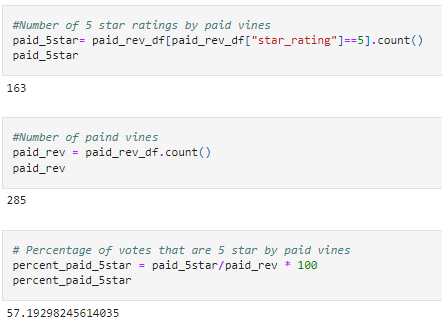 #Number of 5 star ratings by paid vines
paid_5star= paid_rev_df[paid_rev_df["star_rating"]==5].count()
paid_5star
163
#Number of paind vines
paid_rev = paid_rev_df.count()
paid_rev
285
# Percentage of votes that are 5 star by paid vines
percent_paid_5star = paid_5star/paid_rev * 100
percent_paid_5star
57.19298245614035